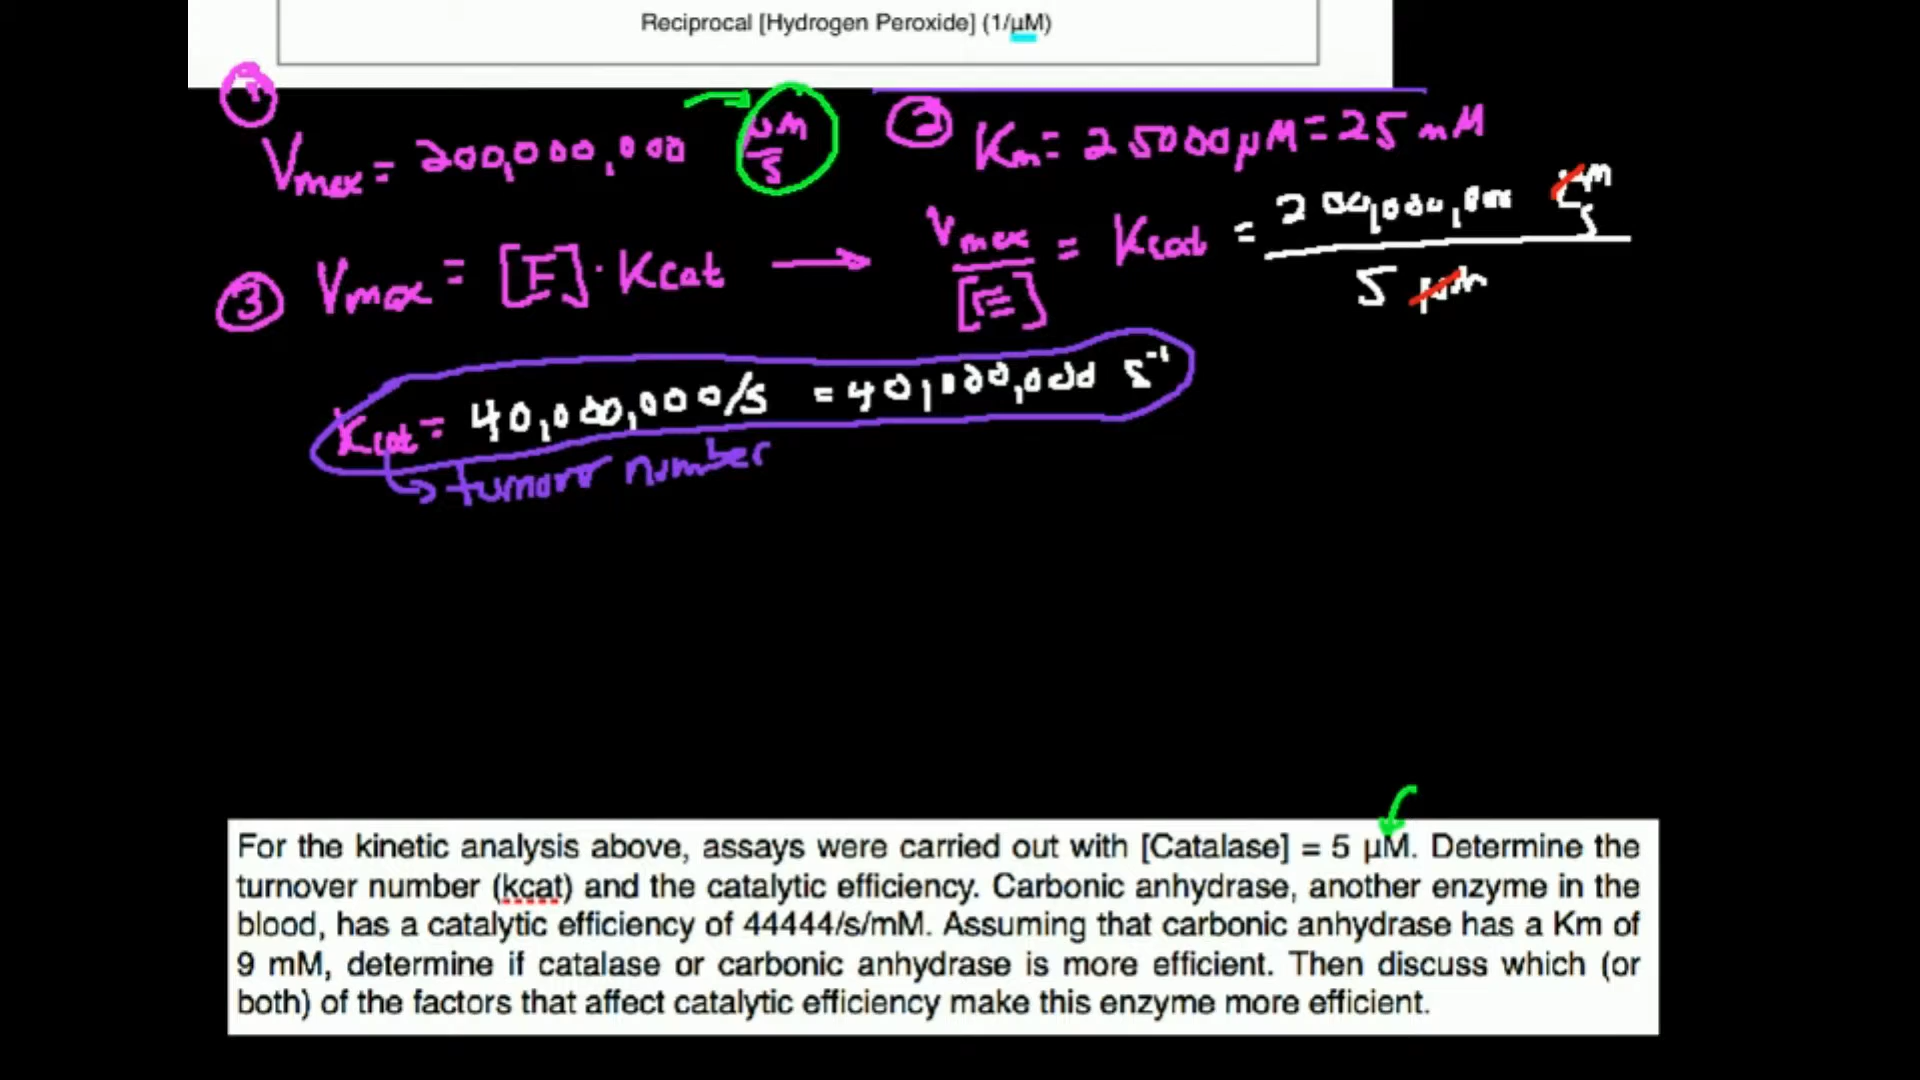 Reciprocal [Hydrogen Peroxide] (1/µM)
① Vmax = 200,000,000 µM/s
② Km = 25000µM = 25 mM
③ Vmax = [E] · Kcat → Vmax/[E] = Kcat = 200,000,000 µM/s / 5 µM
Kcat = 40,000,000/s = 40,000,000 s⁻¹
↳ turnover number
For the kinetic analysis above, assays were carried out with [Catalase] = 5 µM. Determine the
turnover number (kcat) and the catalytic efficiency. Carbonic anhydrase, another enzyme in the
blood, has a catalytic efficiency of 44444/s/mM. Assuming that carbonic anhydrase has a Km of
9 mM, determine if catalase or carbonic anhydrase is more efficient. Then discuss which (or
both) of the factors that affect catalytic efficiency make this enzyme more efficient.